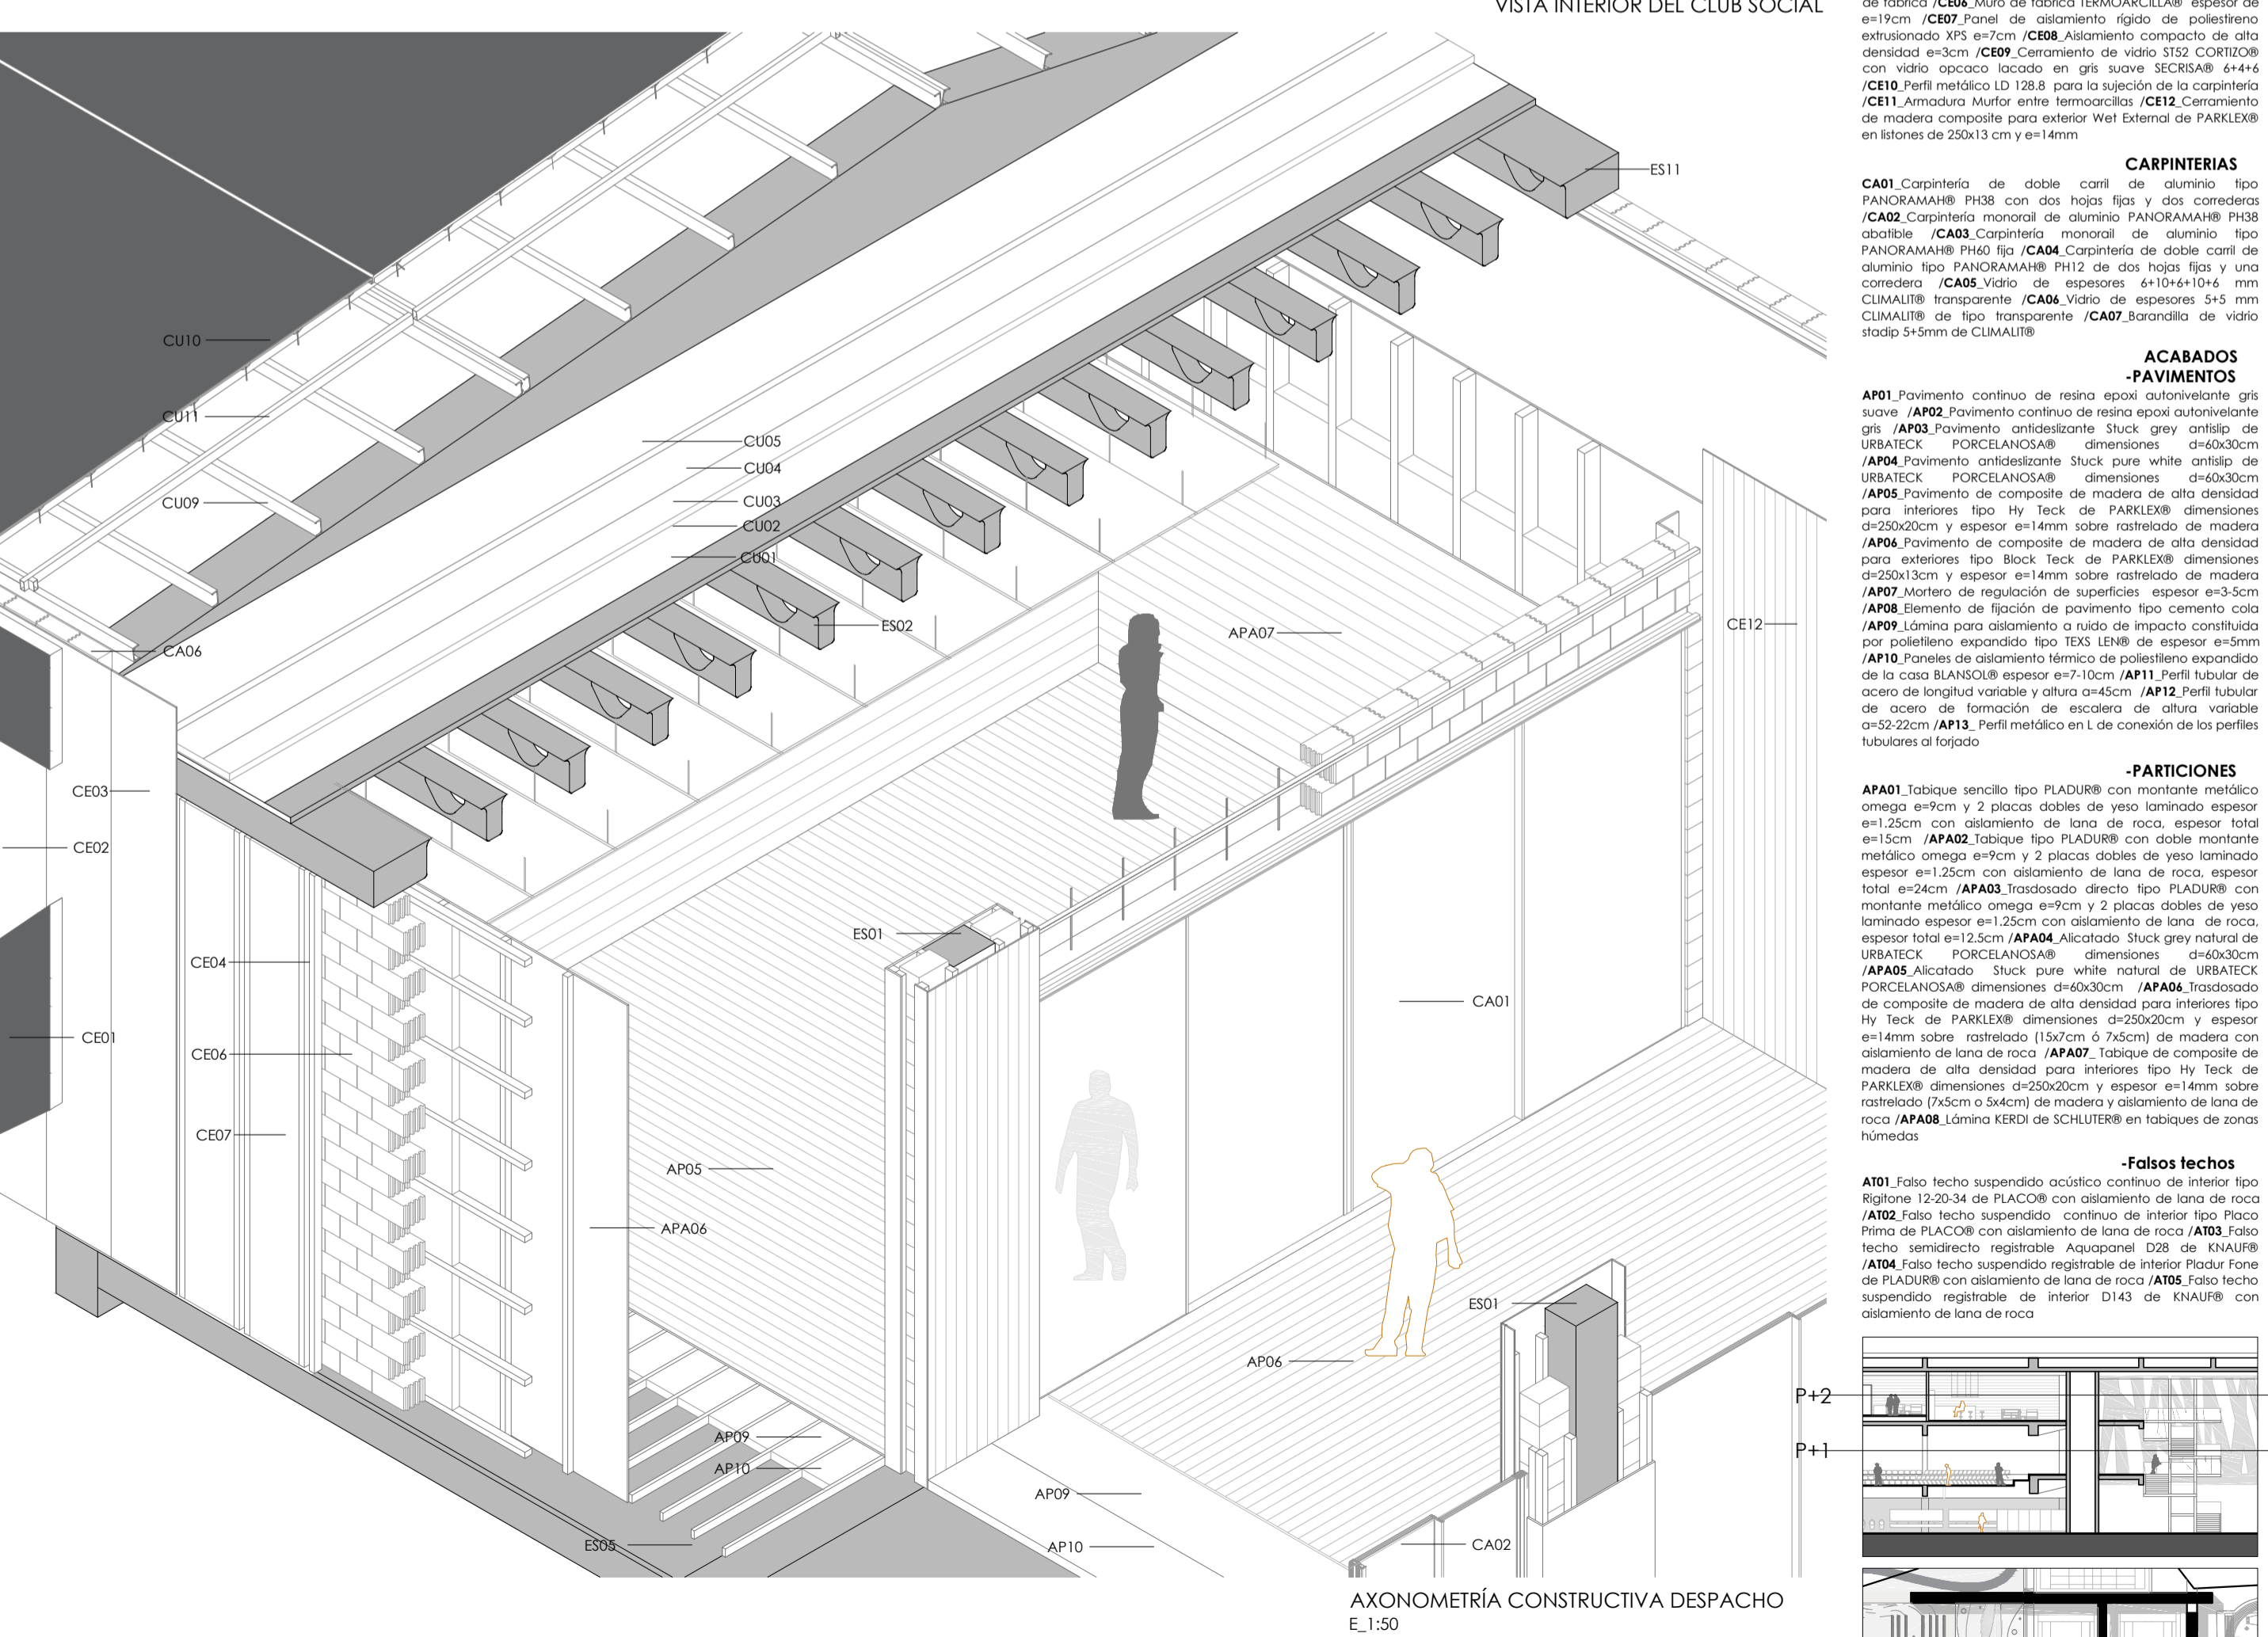 VISTA INTERIOR DEL CLUB SOCIAL
de fábrica /CE06_Muro de fábrica TERMOARCILLA® espesor de
e=19cm /CE07_Panel de aislamiento rígido de poliestireno
extrusionado XPS e=7cm /CE08_Aislamiento compacto de alta
densidad e=3cm /CE09_Cerramiento de vidrio ST52 CORTIZO®
con vidrio opcaco lacado en gris suave SECRISA® 6+4+6
/CE10_Perfil metálico LD 128.8 para la sujeción de la carpintería
/CE11_Armadura Murfor entre termoarcillas /CE12_Cerramiento
de madera composite para exterior Wet External de PARKLEX®
en listones de 250x13 cm y e=14mm
CARPINTERIAS
CA01_Carpintería de doble carril de aluminio tipo
PANORAMAH® PH38 con dos hojas fijas y dos correderas
/CA02_Carpintería monorail de aluminio PANORAMAH® PH38
abatible /CA03_Carpintería monorail de aluminio tipo
PANORAMAH® PH60 fija /CA04_Carpintería de doble carril de
aluminio tipo PANORAMAH® PH12 de dos hojas fijas y una
corredera /CA05_Vidrio de espesores 6+10+6+10+6 mm
CLIMALIT® transparente /CA06_Vidrio de espesores 5+5 mm
CLIMALIT® de tipo transparente /CA07_Barandilla de vidrio
stadip 5+5mm de CLIMALIT®
ACABADOS
-PAVIMENTOS
AP01_Pavimento continuo de resina epoxi autonivelante gris
suave /AP02_Pavimento continuo de resina epoxi autonivelante
gris /AP03_Pavimento antideslizante Stuck grey antislip de
URBATECK PORCELANOSA® dimensiones d=60x30cm
/AP04_Pavimento antideslizante Stuck pure white antislip de
URBATECK PORCELANOSA® dimensiones d=60x30cm
/AP05_Pavimento de composite de madera de alta densidad
para interiores tipo Hy Teck de PARKLEX® dimensiones
d=250x20cm y espesor e=14mm sobre rastrelado de madera
/AP06_Pavimento de composite de madera de alta densidad
para exteriores tipo Block Teck de PARKLEX® dimensiones
d=250x13cm y espesor e=14mm sobre rastrelado de madera
/AP07_Mortero de regulación de superficies espesor e=3-5cm
/AP08_Elemento de fijación de pavimento tipo cemento cola
/AP09_Lámina para aislamiento a ruido de impacto constituida
por polietileno expandido tipo TEXS LEN® de espesor e=5mm
/AP10_Paneles de aislamiento térmico de poliestileno expandido
de la casa BLANSOL® espesor e=7-10cm /AP11_Perfil tubular de
acero de longitud variable y altura a=45cm /AP12_Perfil tubular
de acero de formación de escalera de altura variable
a=52-22cm /AP13_ Perfil metálico en L de conexión de los perfiles
tubulares al forjado
-PARTICIONES
APA01_Tabique sencillo tipo PLADUR® con montante metálico
omega e=9cm y 2 placas dobles de yeso laminado espesor
e=1.25cm con aislamiento de lana de roca, espesor total
e=15cm /APA02_Tabique tipo PLADUR® con doble montante
metálico omega e=9cm y 2 placas dobles de yeso laminado
espesor e=1.25cm con aislamiento de lana de roca, espesor
total e=24cm /APA03_Trasdosado directo tipo PLADUR® con
montante metálico omega e=9cm y 2 placas dobles de yeso
laminado espesor e=1.25cm con aislamiento de lana de roca,
espesor total e=12.5cm /APA04_Alicatado Stuck grey natural de
URBATECK PORCELANOSA® dimensiones d=60x30cm
/APA05_Alicatado Stuck pure white natural de URBATECK
PORCELANOSA® dimensiones d=60x30cm /APA06_Trasdosado
de composite de madera de alta densidad para interiores tipo
Hy Teck de PARKLEX® dimensiones d=250x20cm y espesor
e=14mm sobre rastrelado (15x7cm ó 7x5cm) de madera con
aislamiento de lana de roca /APA07_ Tabique de composite de
madera de alta densidad para interiores tipo Hy Teck de
PARKLEX® dimensiones d=250x20cm y espesor e=14mm sobre
rastrelado (7x5cm o 5x4cm) de madera y aislamiento de lana de
roca /APA08_Lámina KERDI de SCHLUTER® en tabiques de zonas
húmedas
-Falsos techos
AT01_Falso techo suspendido acústico continuo de interior tipo
Rigitone 12-20-34 de PLACO® con aislamiento de lana de roca
/AT02_Falso techo suspendido continuo de interior tipo Placo
Prima de PLACO® con aislamiento de lana de roca /AT03_Falso
techo semidirecto registrable Aquapanel D28 de KNAUF®
/AT04_Falso techo suspendido registrable de interior Pladur Fone
de PLADUR® con aislamiento de lana de roca /AT05_Falso techo
suspendido registrable de interior D143 de KNAUF® con
aislamiento de lana de roca
ES11
CU10
CU11
CU05
CU04
CU09
CU03
CU02
CU01
ES02
APA07
CE12
CA06
CE03
CE02
ES01
CE04
CA01
CE01
CE06
CE07
AP05
APA06
ES01
AP06
P+2
AP09
P+1
AP10
AP09
ES05
AP10
CA02
AXONOMETRÍA CONSTRUCTIVA DESPACHO
E_1:50